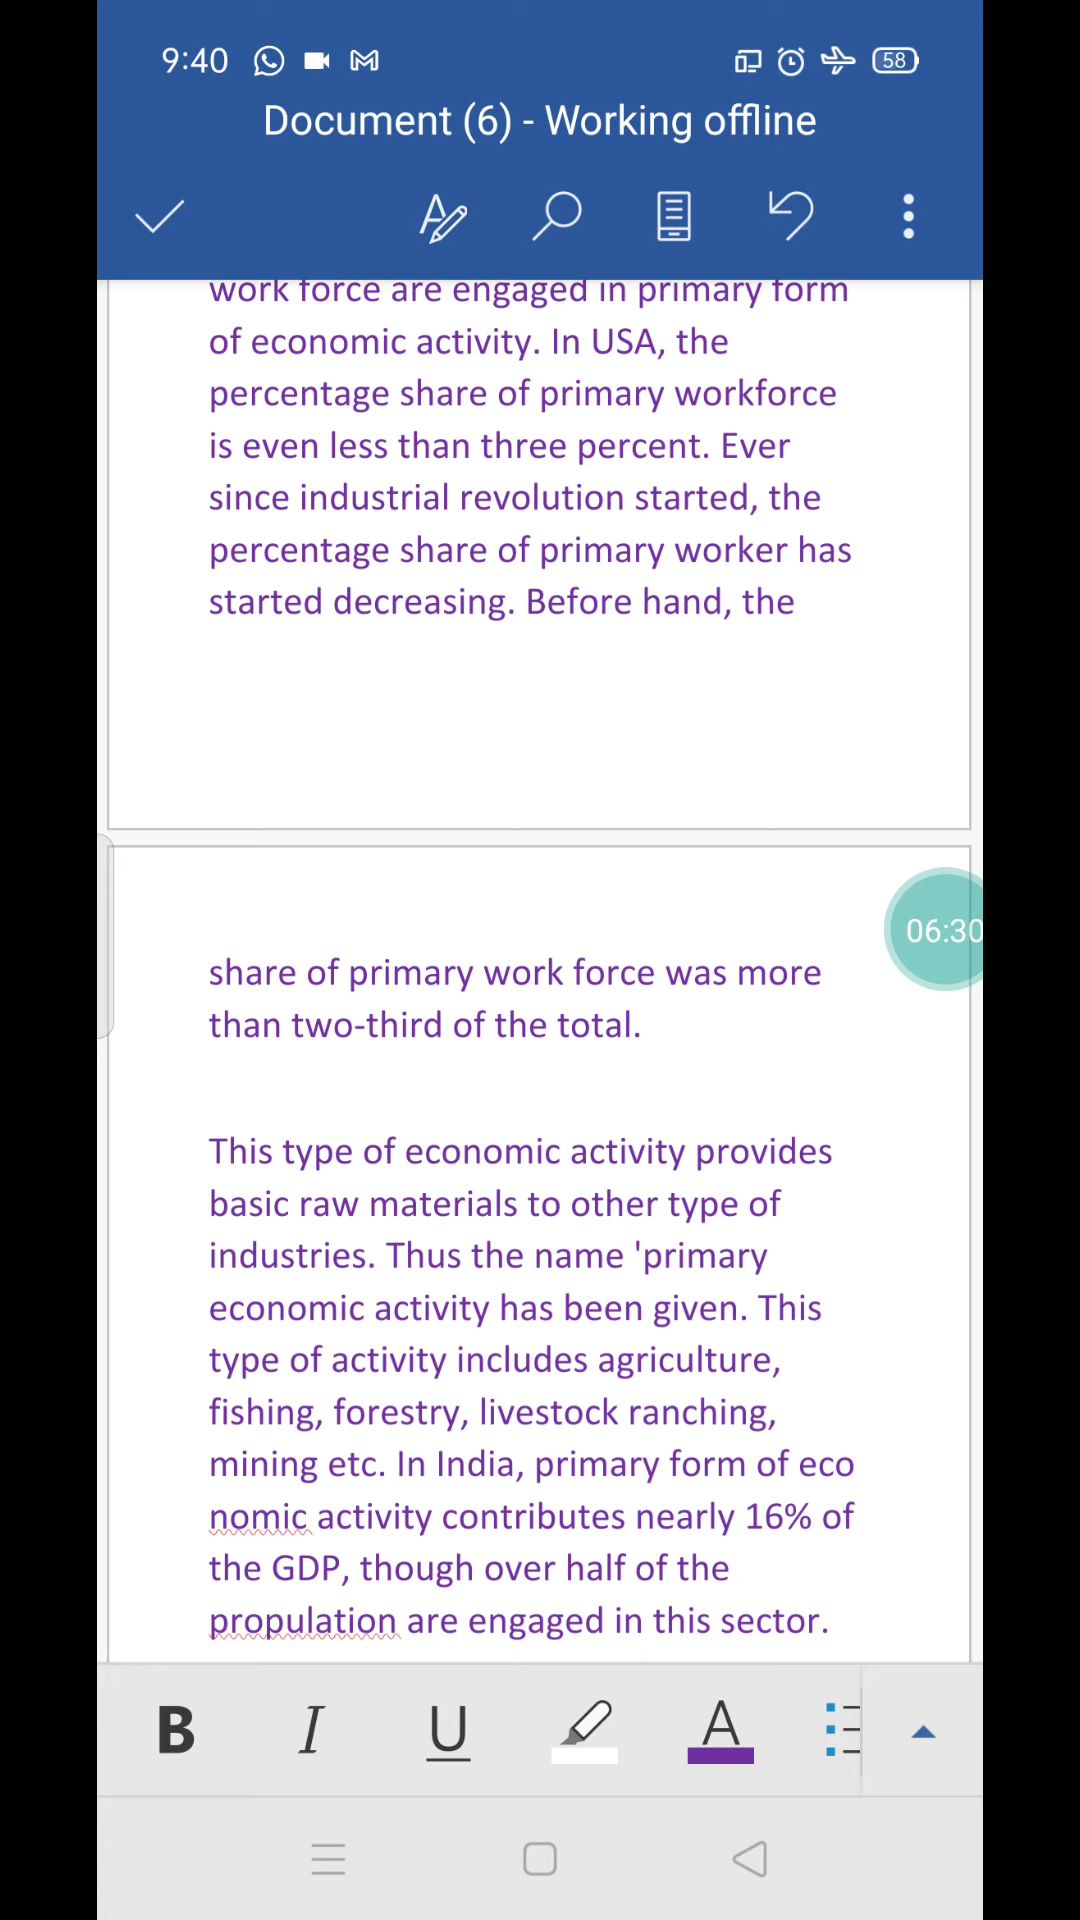 9:40
58
Document (6) - Working offline
work force are engaged in primary form
of economic activity. In USA, the
percentage share of primary workforce
is even less than three percent. Ever
since industrial revolution started, the
percentage share of primary worker has
started decreasing. Before hand, the
06:30
share of primary work force was more
than two-third of the total.
This type of economic activity provides
basic raw materials to other type of
industries. Thus the name 'primary
economic activity has been given. This
type of activity includes agriculture,
fishing, forestry, livestock ranching,
mining etc. In India, primary form of eco
nomic activity contributes nearly 16% of
the GDP, though over half of the
propulation are engaged in this sector.
B I U A